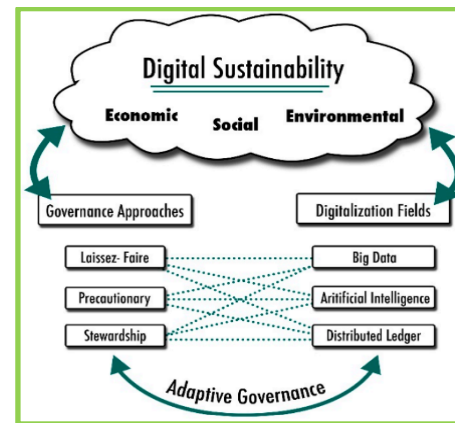 Digital Sustainability
Economic Social Environmental
Governance Approaches Digitalization Fields
Laissez- Faire Big Data
Precautionary Aritificial Intelligence
Stewardship Distributed Ledger
Adaptive Governance